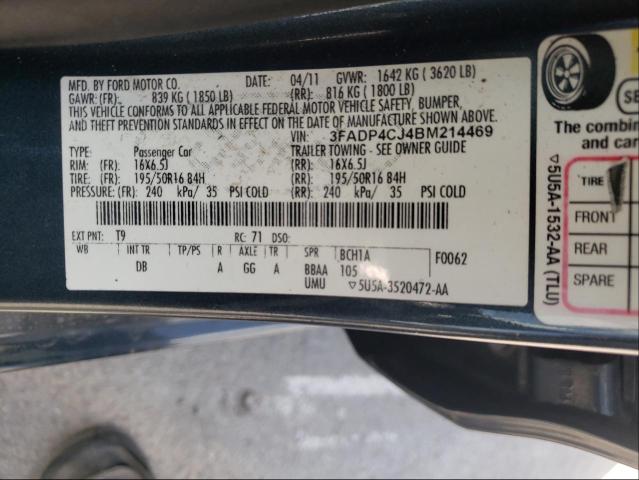 MFD. BY FORD MOTOR CO. DATE: 04/11 GVWR: 1642 KG ( 3620 LB)
GAWR: (FR): 839 KG ( 1850 LB) (RR): 816 KG ( 1800 LB)
THIS VEHICLE CONFORMS TO ALL APPLICABLE FEDERAL MOTOR VEHICLE SAFETY, BUMPER,
AND THEFT PREVENTION STANDARDS IN EFFECT ON THE DATE OF MANUFACTURE SHOWN ABOVE.
VIN: 3FADP4CJ4BM214469
TYPE: Passenger Car TRAILER TOWING - SEE OWNER GUIDE
RIM: (FR): 16X6.5J (RR): 16X6.5J
TIRE: (FR): 195/50R16 84H (RR): 195/50R16 84H
PRESSURE: (FR): 240 kPa/ 35 PSI COLD (RR): 240 kPa/ 35 PSI COLD
EXT PNT: T9 RC: 71 DSO:
WB INT TR TP/PS R AXLE TR SPR BCH1A F0062
DB A GG A BBAA 105
UMU ▽5U5A-3520472-AA
▽5U5A-1532-AA (TLU)
SE
The combin
of
TIRE
FRONT
REAR
SPARE